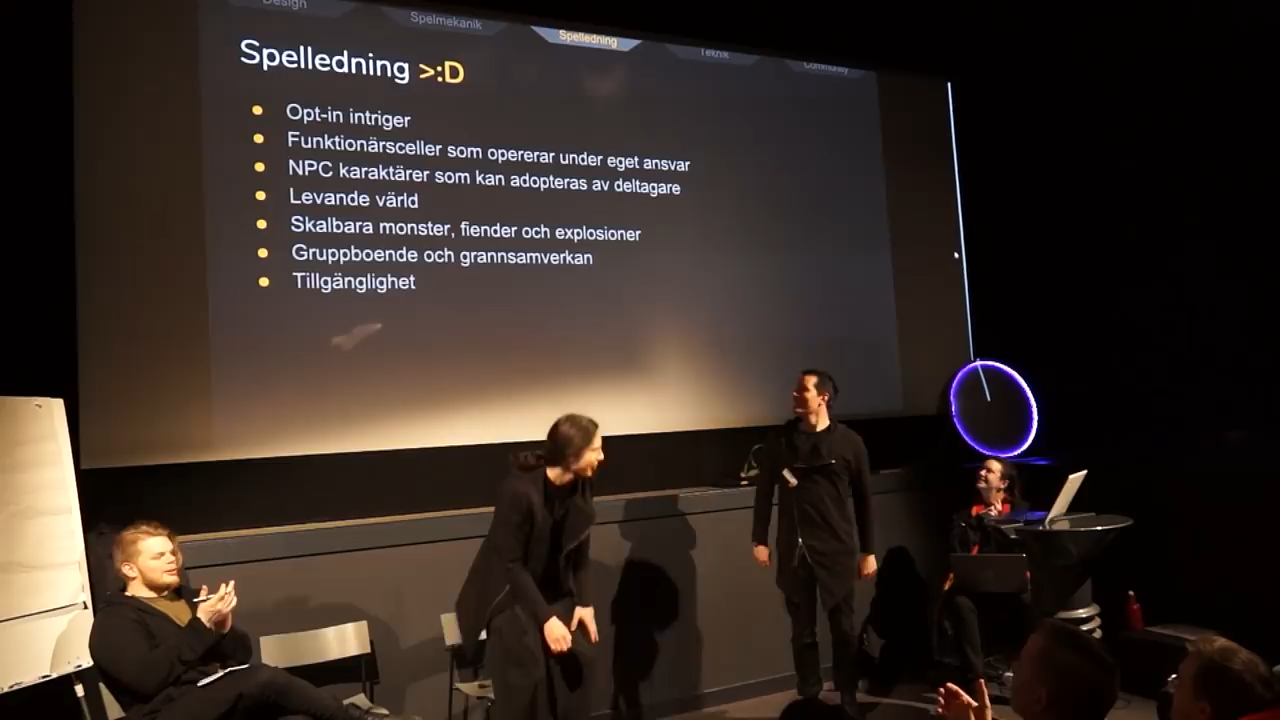 Design
Spelmekanik
Spelledning
Teknik
Community
Spelledning >:D
Opt-in intriger
Funktionärsceller som opererar under eget ansvar
NPC karaktärer som kan adopteras av deltagare
Levande värld
Skalbara monster, fiender och explosioner
Gruppboende och grannsamverkan
Tillgänglighet